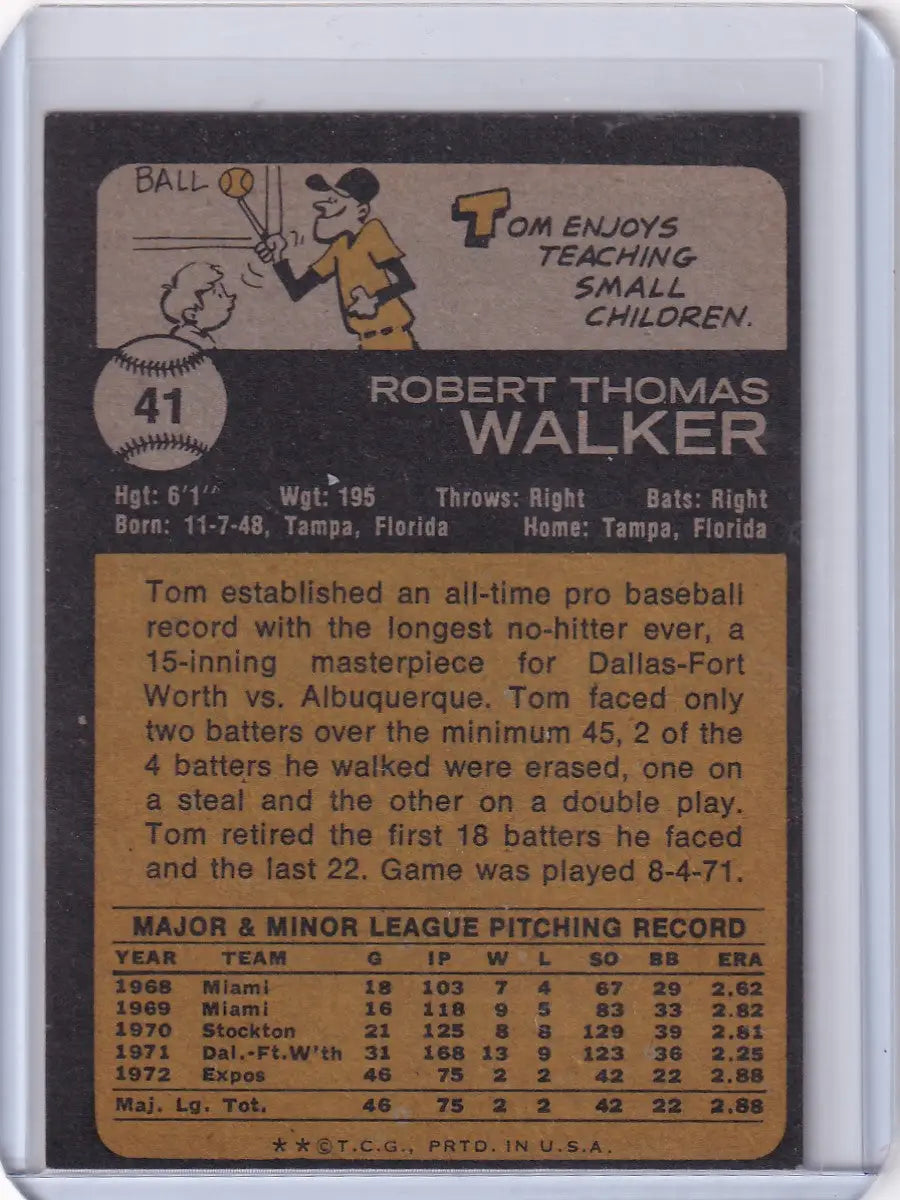 BALL
TOM ENJOYS
TEACHING
SMALL
CHILDREN.
41
ROBERT THOMAS
WALKER
Hgt: 6'1" Wgt: 195 Throws: Right Bats: Right
Born: 11-7-48, Tampa, Florida Home: Tampa, Florida
Tom established an all-time pro baseball
record with the longest no-hitter ever, a
15-inning masterpiece for Dallas-Fort
Worth vs. Albuquerque. Tom faced only
two batters over the minimum 45, 2 of the
4 batters he walked were erased, one on
a steal and the other on a double play.
Tom retired the first 18 batters he faced
and the last 22. Game was played 8-4-71.
MAJOR & MINOR LEAGUE PITCHING RECORD
YEAR TEAM G IP W L SO BB ERA
1968 Miami 18 103 7 4 67 29 2.62
1969 Miami 16 118 9 5 83 33 2.82
1970 Stockton 21 125 8 8 129 39 2.81
1971 Dal.-Ft.W'th 31 168 13 9 123 36 2.25
1972 Expos 46 75 2 2 42 22 2.88
Maj. Lg. Tot. 46 75 2 2 42 22 2.88
**©T.C.G., PRTD. IN U.S.A.